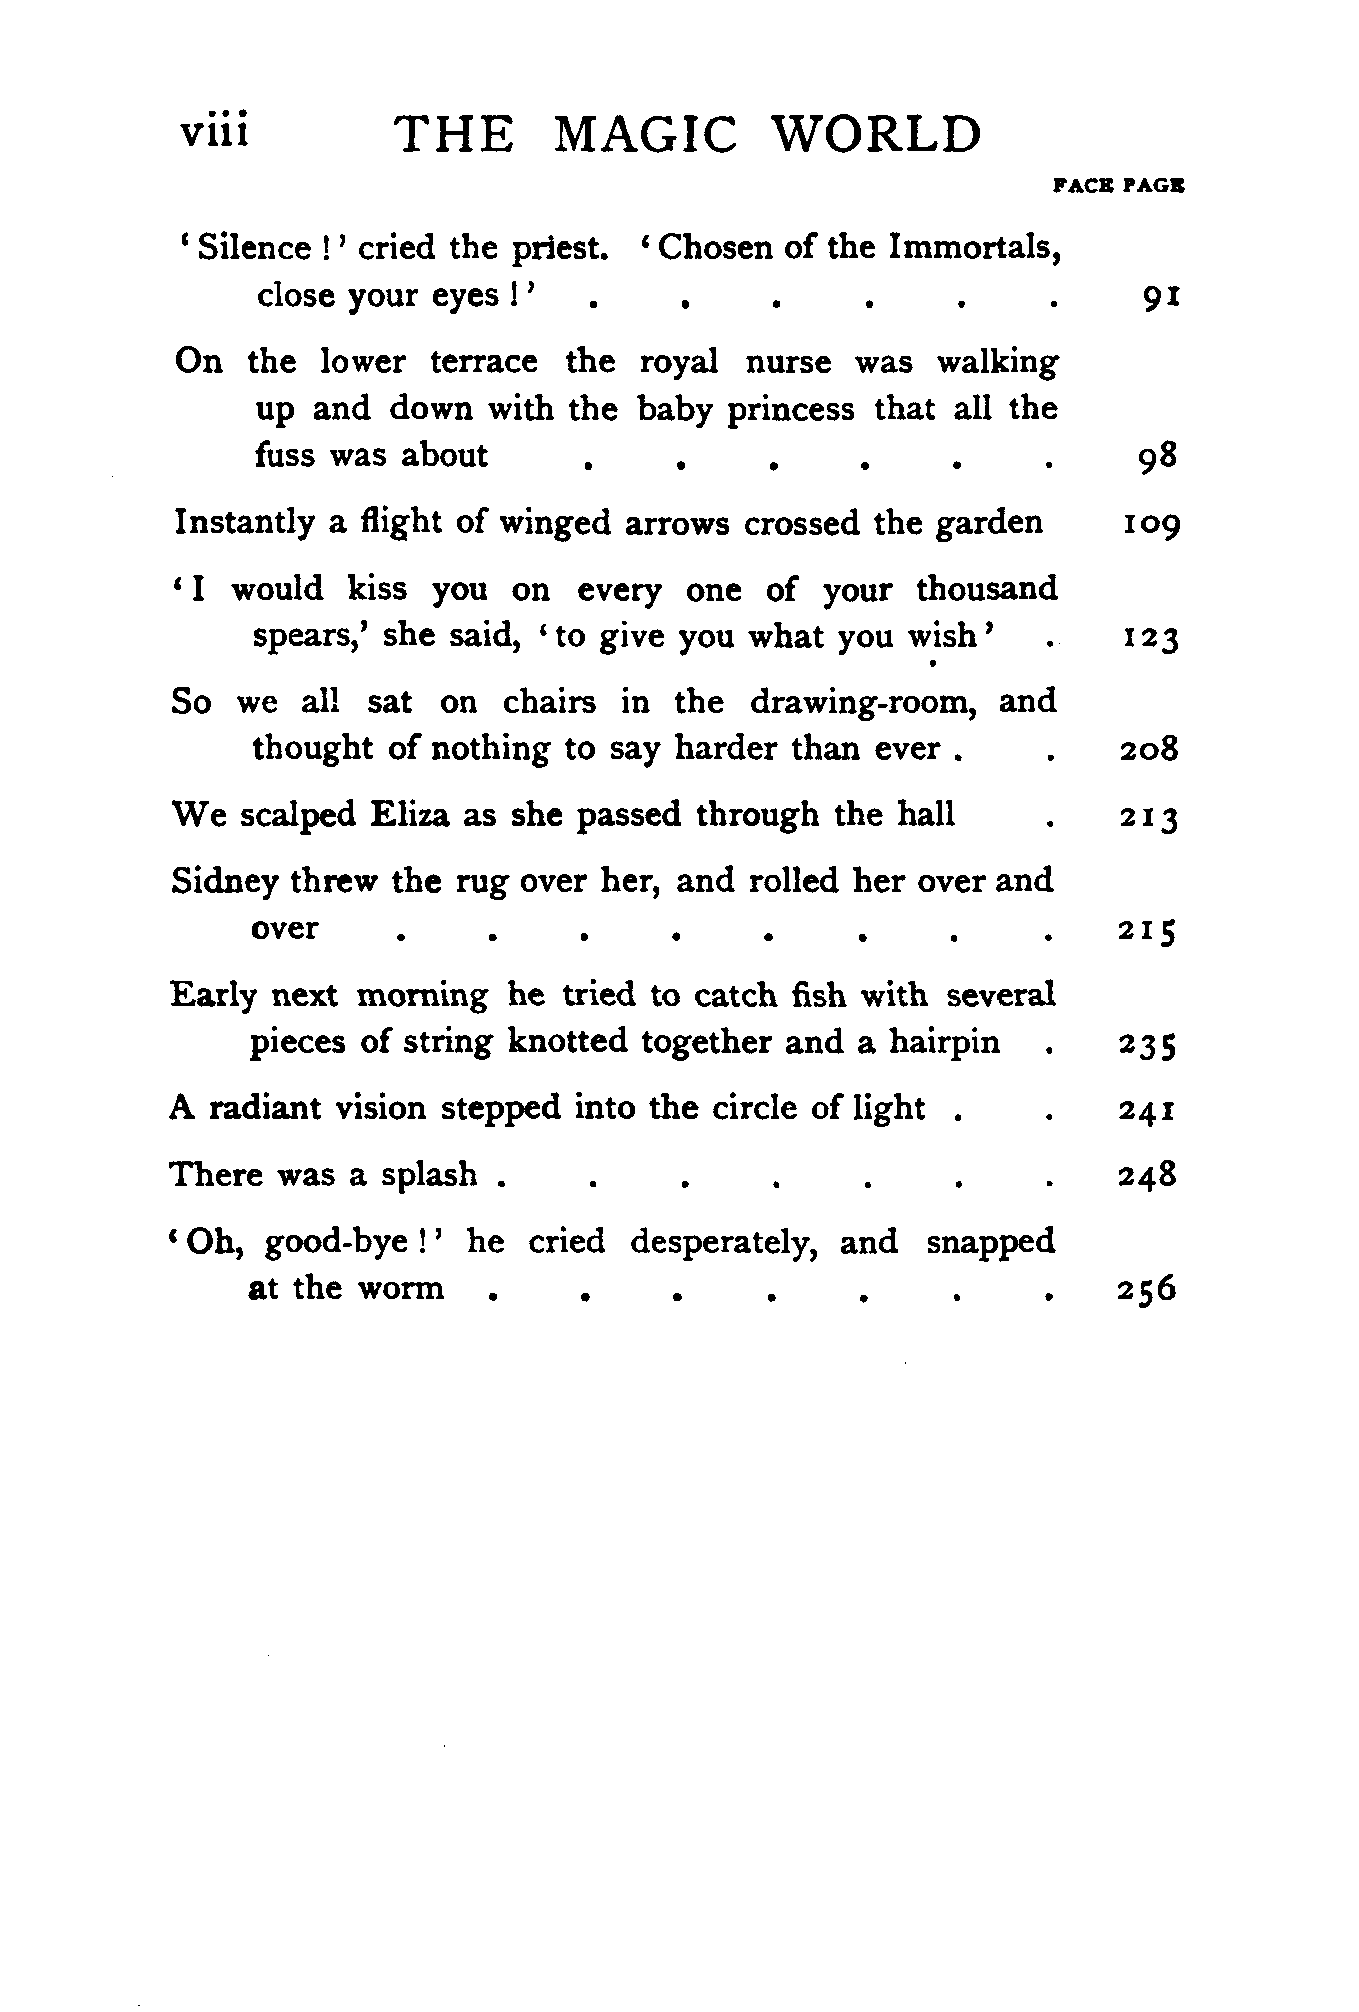 viii THE MAGIC WORLD
FACE PAGE
‘Silence!’ cried the priest. ‘Chosen of the Immortals,
close your eyes!’ . . . . . . 91
On the lower terrace the royal nurse was walking
up and down with the baby princess that all the
fuss was about . . . . . . 98
Instantly a flight of winged arrows crossed the garden 109
‘I would kiss you on every one of your thousand
spears,’ she said, ‘to give you what you wish’ . 123
So we all sat on chairs in the drawing-room, and
thought of nothing to say harder than ever . . 208
We scalped Eliza as she passed through the hall . 213
Sidney threw the rug over her, and rolled her over and
over . . . . . . . . 215
Early next morning he tried to catch fish with several
pieces of string knotted together and a hairpin . 235
A radiant vision stepped into the circle of light . . 241
There was a splash . . . . . . . 248
‘Oh, good-bye!’ he cried desperately, and snapped
at the worm . . . . . . . 256